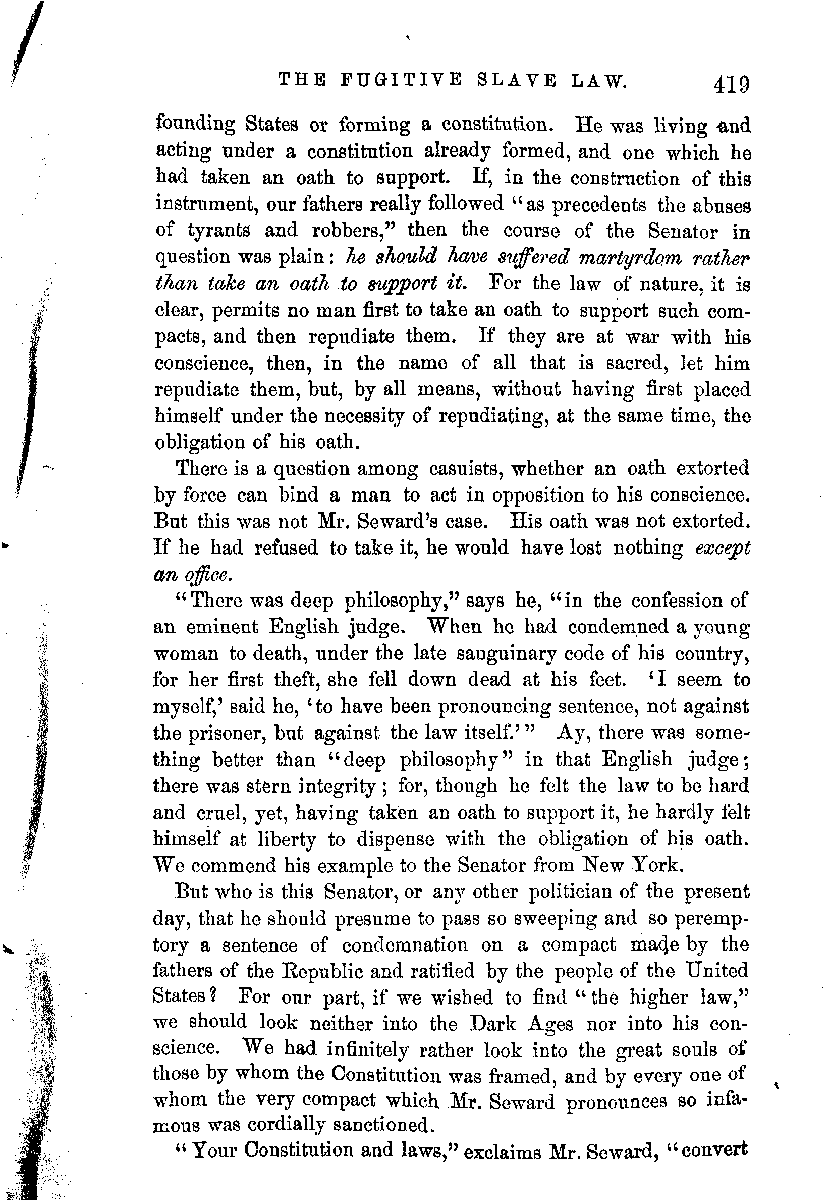 THE FUGITIVE SLAVE LAW. 419
founding States or forming a constitution. He was living and
acting under a constitution already formed, and one which he
had taken an oath to support. If, in the construction of this
instrument, our fathers really followed “as precedents the abuses
of tyrants and robbers,” then the course of the Senator in
question was plain: he should have suffered martyrdom rather
than take an oath to support it. For the law of nature, it is
clear, permits no man first to take an oath to support such com-
pacts, and then repudiate them. If they are at war with his
conscience, then, in the name of all that is sacred, let him
repudiate them, but, by all means, without having first placed
himself under the necessity of repudiating, at the same time, the
obligation of his oath.
There is a question among casuists, whether an oath extorted
by force can bind a man to act in opposition to his conscience.
But this was not Mr. Seward’s case. His oath was not extorted.
If he had refused to take it, he would have lost nothing except
an office.
“There was deep philosophy,” says he, “in the confession of
an eminent English judge. When he had condemned a young
woman to death, under the late sanguinary code of his country,
for her first theft, she fell down dead at his feet. ‘I seem to
myself,’ said he, ‘to have been pronouncing sentence, not against
the prisoner, but against the law itself.’” Ay, there was some-
thing better than “deep philosophy” in that English judge;
there was stern integrity; for, though he felt the law to be hard
and cruel, yet, having taken an oath to support it, he hardly felt
himself at liberty to dispense with the obligation of his oath.
We commend his example to the Senator from New York.
But who is this Senator, or any other politician of the present
day, that he should presume to pass so sweeping and so peremp-
tory a sentence of condemnation on a compact made by the
fathers of the Republic and ratified by the people of the United
States? For our part, if we wished to find “the higher law,”
we should look neither into the Dark Ages nor into his con-
science. We had infinitely rather look into the great souls of
those by whom the Constitution was framed, and by every one of
whom the very compact which Mr. Seward pronounces so infa-
mous was cordially sanctioned.
“Your Constitution and laws,” exclaims Mr. Seward, “convert